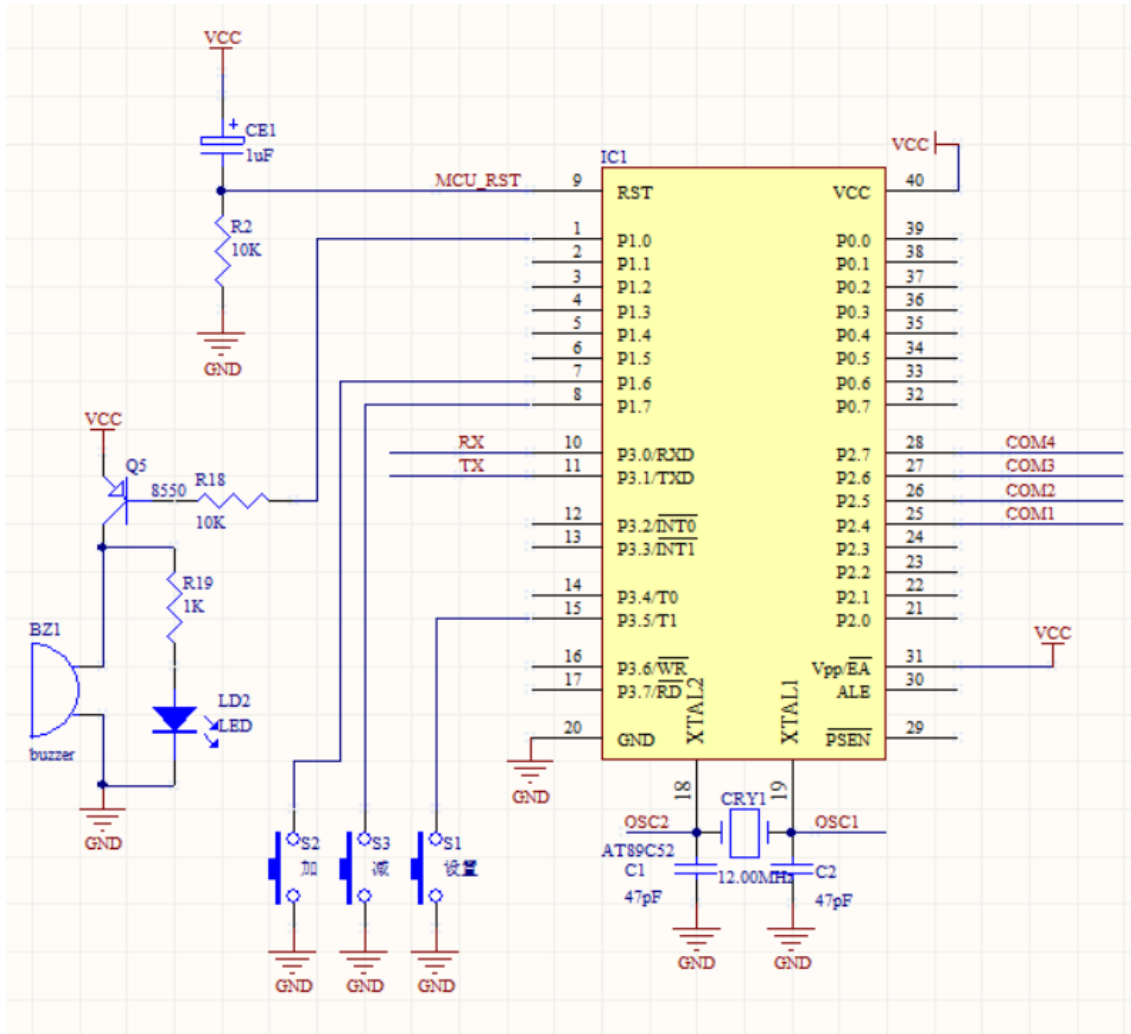 VCC
CE1
1uF
MCU_RST
R2
10K
GND
VCC
Q5
8550
R18
10K
R19
1K
BZ1
buzzer
LD2
LED
GND
RX
TX
IC1
9
RST
1
P1.0
2
P1.1
3
P1.2
4
P1.3
5
P1.4
6
P1.5
7
P1.6
8
P1.7
10
P3.0/RXD
11
P3.1/TXD
12
P3.2/INT0
13
P3.3/INT1
14
P3.4/T0
15
P3.5/T1
16
P3.6/WR
17
P3.7/RD
20
GND
GND
XTAL2
XTAL1
VCC
VCC
40
P0.0
39
P0.1
38
P0.2
37
P0.3
36
P0.4
35
P0.5
34
P0.6
33
P0.7
32
P2.7
28
COM4
P2.6
27
COM3
P2.5
26
COM2
P2.4
25
COM1
P2.3
24
P2.2
23
P2.1
22
P2.0
21
VCC
Vpp/EA
31
ALE
30
PSEN
29
18
19
CRY1
OSC2
OSC1
AT89C52
12.00MHz
C1
47pF
C2
47pF
GND
GND
S2
加
S3
减
S1
设置
GND
GND
GND